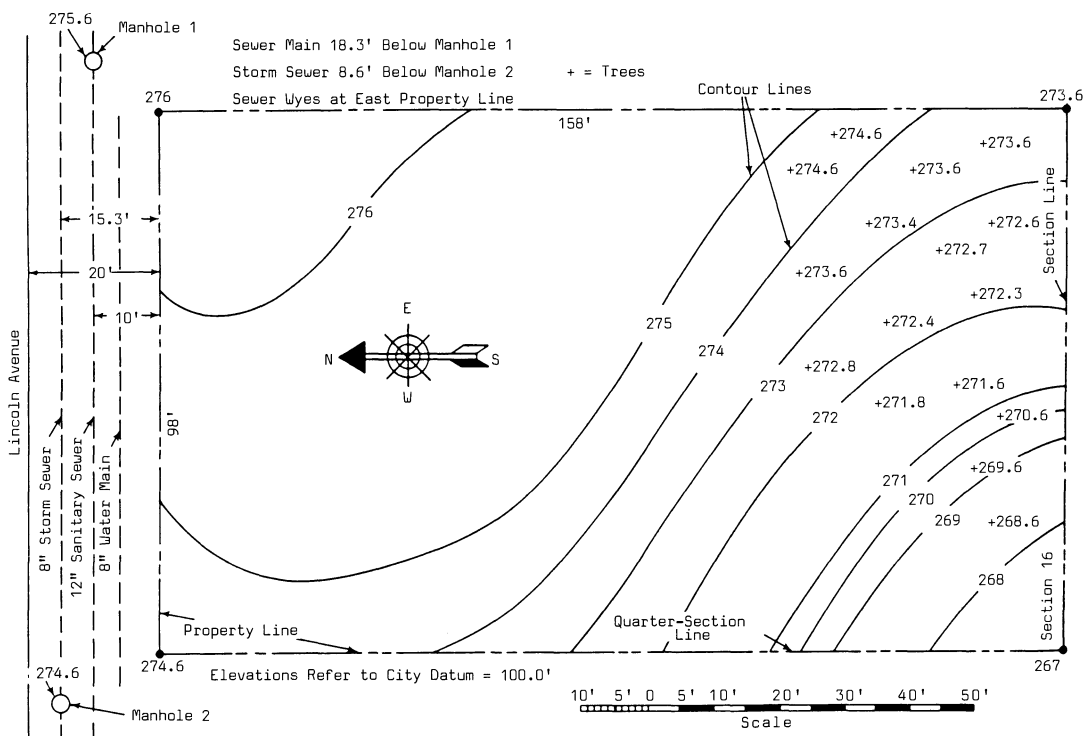 275.6
Manhole 1
Sewer Main 18.3' Below Manhole 1
Storm Sewer 8.6' Below Manhole 2
+ = Trees
Sewer Wyes at East Property Line
Contour Lines
276
158'
273.6
+274.6
+273.6
+274.6
+273.6
276
15.3'
+273.4
+272.6
+272.7
Section Line
20'
+273.6
+272.3
10'
E
N
S
W
275
+272.4
274
+272.8
273
+271.6
Lincoln Avenue
98'
272
+271.8
+270.6
8" Storm Sewer
12" Sanitary Sewer
8" Water Main
271
+269.6
270
269
+268.6
268
Section 16
Property Line
Quarter-Section
Line
274.6
267
Elevations Refer to City Datum = 100.0'
274.6
Manhole 2
10' 5' 0 5' 10' 20' 30' 40' 50'
Scale